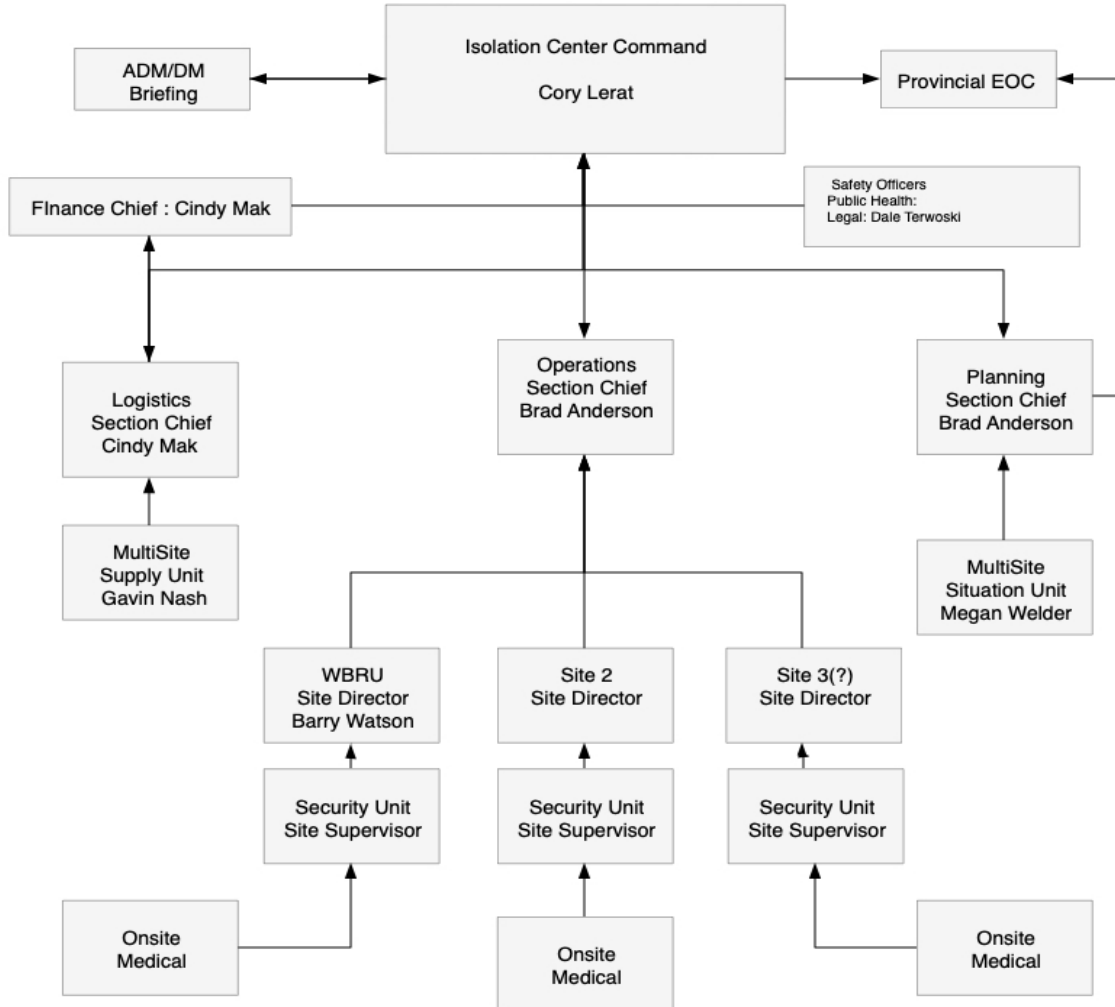 Isolation Center Command
Cory Lerat
ADM/DM
Briefing
Provincial EOC
FInance Chief : Cindy Mak
Safety Officers
Public Health:
Legal: Dale Terwoski
Logistics
Section Chief
Cindy Mak
Operations
Section Chief
Brad Anderson
Planning
Section Chief
Brad Anderson
MultiSite
Supply Unit
Gavin Nash
MultiSite
Situation Unit
Megan Welder
WBRU
Site Director
Barry Watson
Site 2
Site Director
Site 3(?)
Site Director
Security Unit
Site Supervisor
Security Unit
Site Supervisor
Security Unit
Site Supervisor
Onsite
Medical
Onsite
Medical
Onsite
Medical